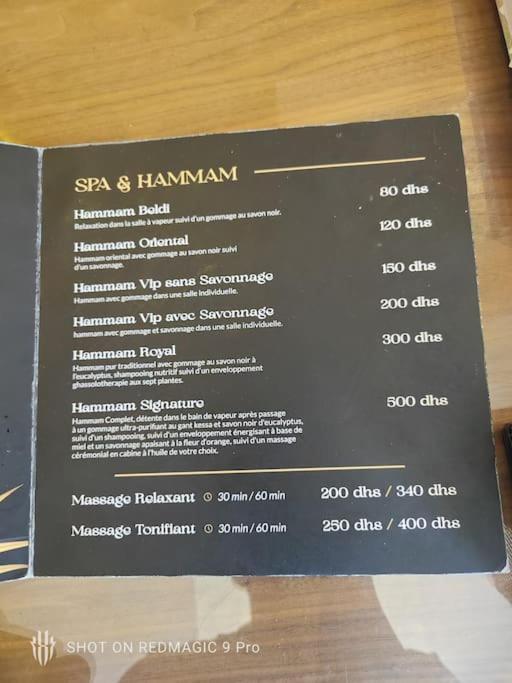 SPA & HAMMAM
Hammam Beldi 80 dhs
Relaxation dans la salle à vapeur suivi d'un gommage au savon noir.
Hammam Oriental 120 dhs
Hammam oriental avec gommage au savon noir suivi
d'un savonnage.
Hammam Vip sans Savonnage 150 dhs
Hammam avec gommage dans une salle individuelle.
Hammam Vip avec Savonnage 200 dhs
hammam avec gommage et savonnage dans une salle individuelle.
Hammam Royal 300 dhs
Hammam pur traditionnel avec gommage au savon noir à
l'eucalyptus, shampooing nutritif suivi d'un enveloppement
ghassolotherapie aux sept plantes.
Hammam Signature 500 dhs
Hammam Complet, détente dans le bain de vapeur après passage
à un gommage ultra-purifiant au gant kessa et savon noir d'eucalyptus,
suivi d'un shampooing, suivi d'un enveloppement énergisant à base de
miel et un savonnage apaisant à la fleur d'orange, suivi d'un massage
cérémonial en cabine à l'huile de votre choix.
Massage Relaxant 30 min / 60 min 200 dhs / 340 dhs
Massage Tonifiant 30 min / 60 min 250 dhs / 400 dhs
SHOT ON REDMAGIC 9 Pro